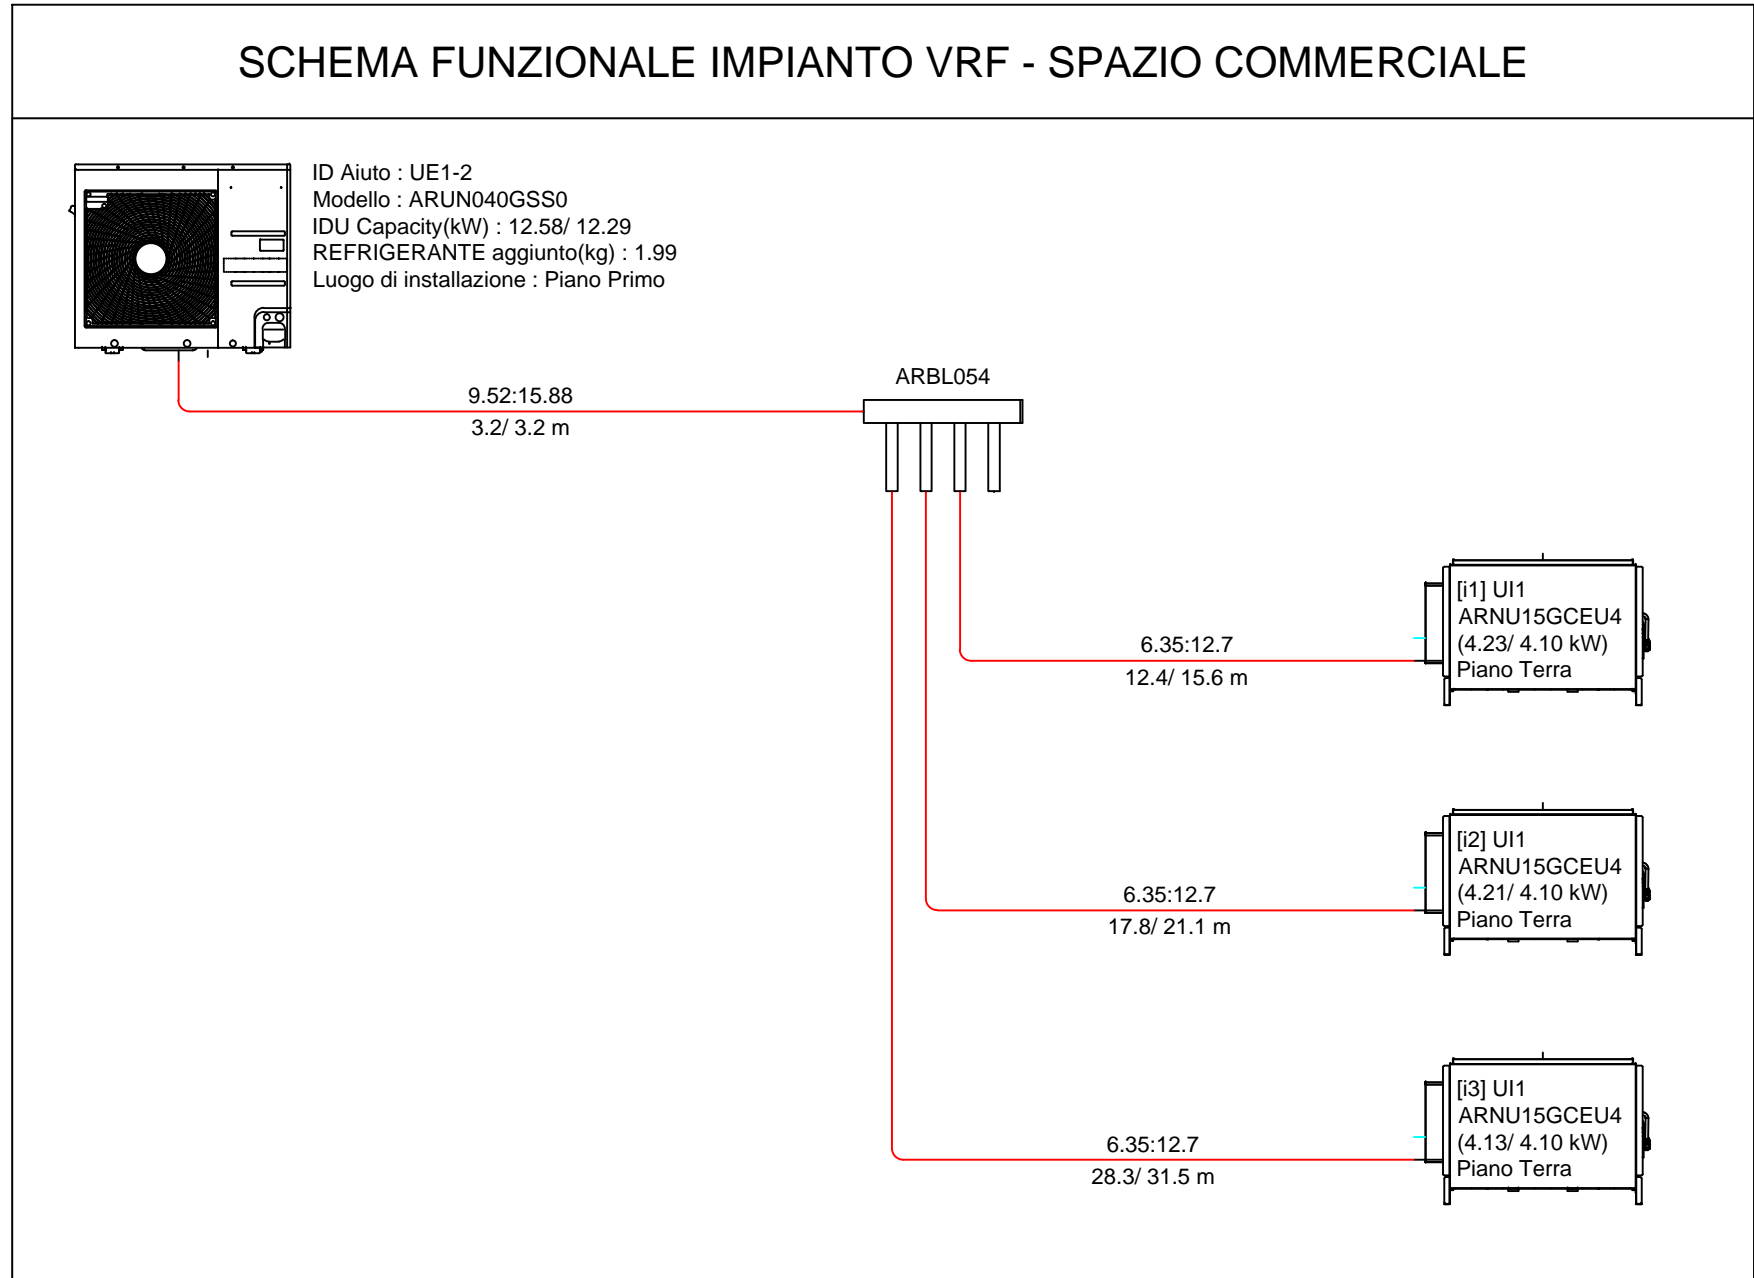 SCHEMA FUNZIONALE IMPIANTO VRF - SPAZIO COMMERCIALE
ID Aiuto : UE1-2
Modello : ARUN040GSS0
IDU Capacity(kW) : 12.58/ 12.29
REFRIGERANTE aggiunto(kg) : 1.99
Luogo di installazione : Piano Primo
9.52:15.88
3.2/ 3.2 m
ARBL054
6.35:12.7
12.4/ 15.6 m
[i1] UI1
ARNU15GCEU4
(4.23/ 4.10 kW)
Piano Terra
6.35:12.7
17.8/ 21.1 m
[i2] UI1
ARNU15GCEU4
(4.21/ 4.10 kW)
Piano Terra
6.35:12.7
28.3/ 31.5 m
[i3] UI1
ARNU15GCEU4
(4.13/ 4.10 kW)
Piano Terra